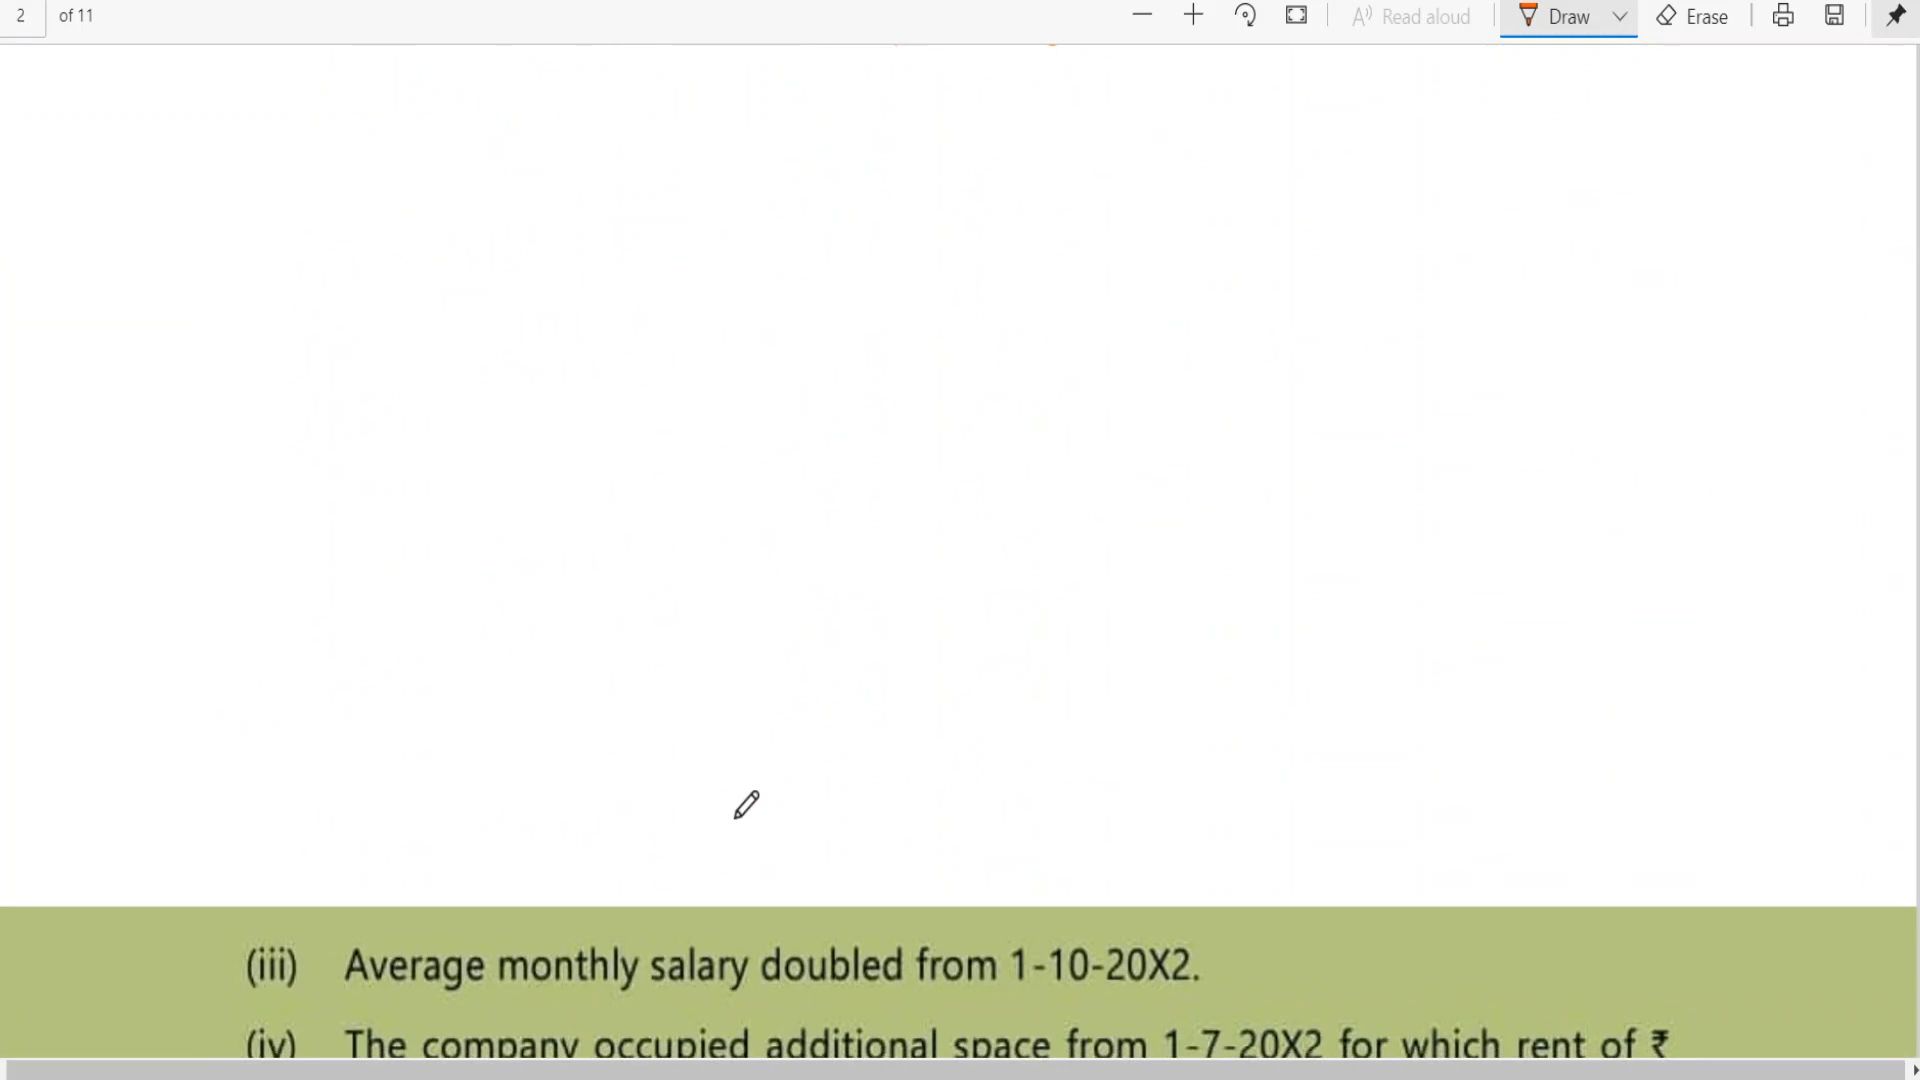 2 of 11 Read aloud Draw Erase
(iii) Average monthly salary doubled from 1-10-20X2.
(iv) The company occupied additional space from 1-7-20X2 for which rent of ₹